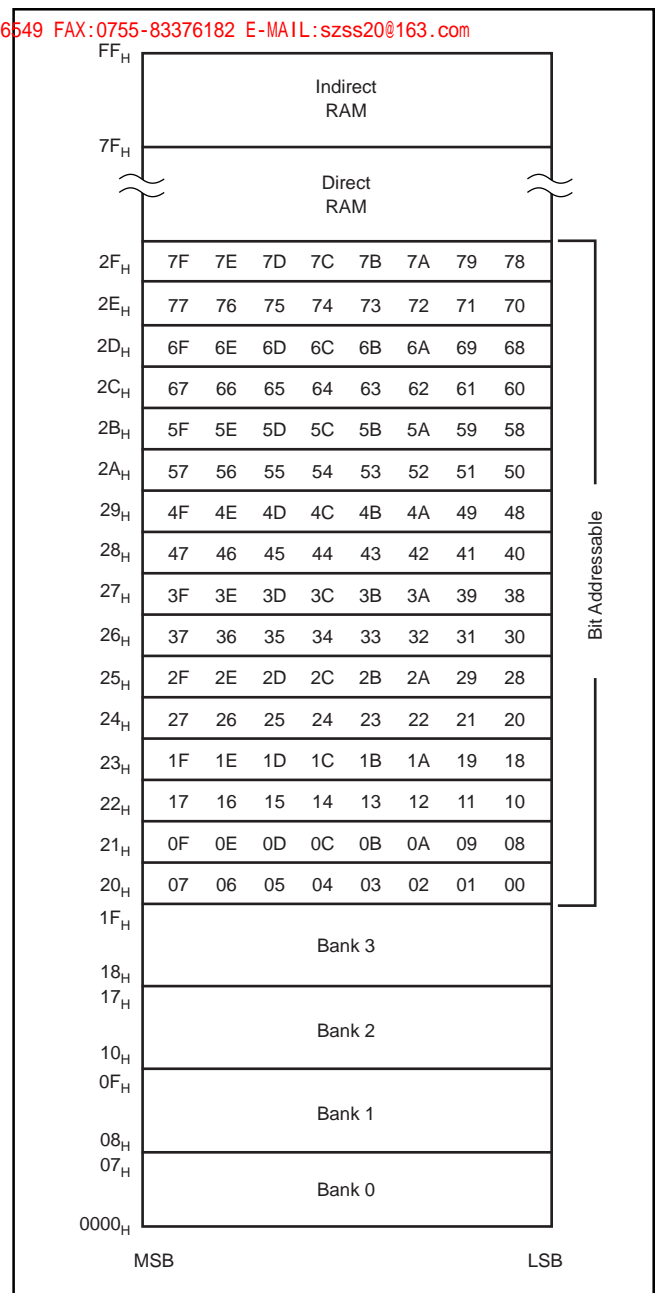 6549 FAX:0755-83376182 E-MAIL:szss20@163.com
FFH
Indirect
RAM
7FH
Direct
RAM
2FH 7F 7E 7D 7C 7B 7A 79 78
2EH 77 76 75 74 73 72 71 70
2DH 6F 6E 6D 6C 6B 6A 69 68
2CH 67 66 65 64 63 62 61 60
2BH 5F 5E 5D 5C 5B 5A 59 58
2AH 57 56 55 54 53 52 51 50
29H 4F 4E 4D 4C 4B 4A 49 48
28H 47 46 45 44 43 42 41 40
27H 3F 3E 3D 3C 3B 3A 39 38
26H 37 36 35 34 33 32 31 30
25H 2F 2E 2D 2C 2B 2A 29 28
24H 27 26 25 24 23 22 21 20
23H 1F 1E 1D 1C 1B 1A 19 18
22H 17 16 15 14 13 12 11 10
21H 0F 0E 0D 0C 0B 0A 09 08
20H 07 06 05 04 03 02 01 00
Bit Addressable
1FH
Bank 3
18H
17H
Bank 2
10H
0FH
Bank 1
08H
07H
Bank 0
0000H
MSB LSB